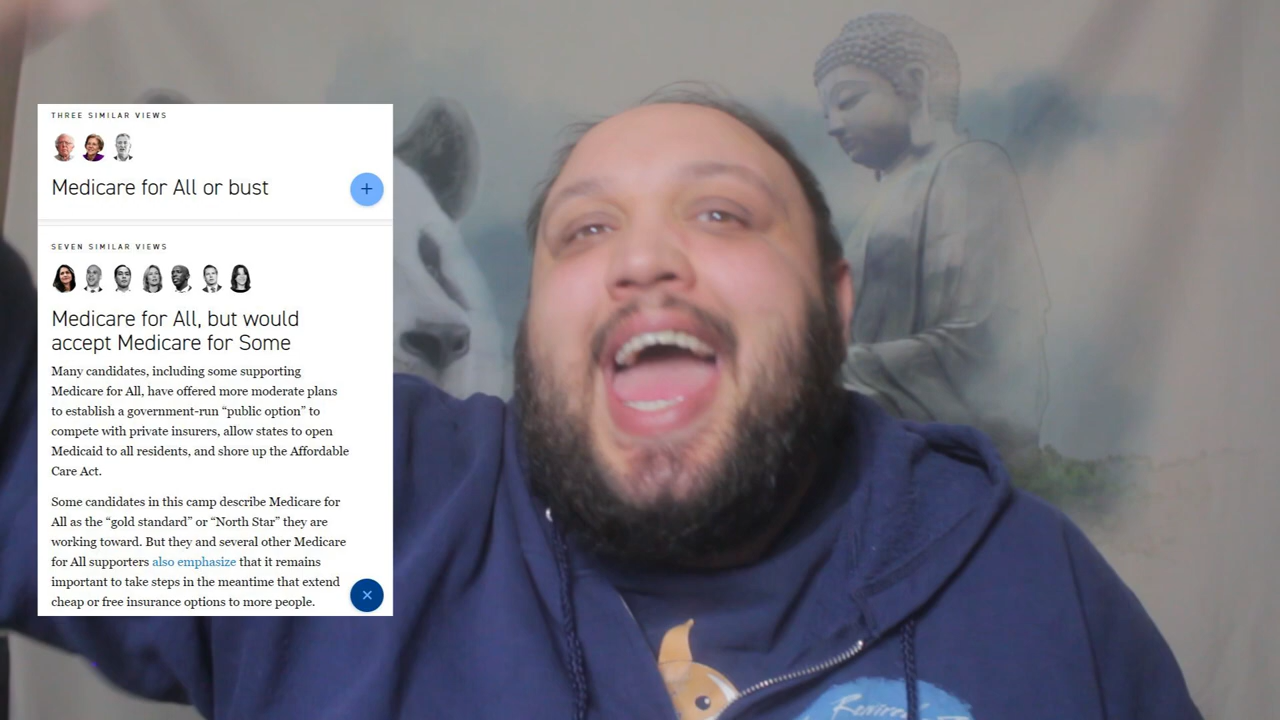 THREE SIMILAR VIEWS
Medicare for All or bust
SEVEN SIMILAR VIEWS
Medicare for All, but would
accept Medicare for Some
Many candidates, including some supporting
Medicare for All, have offered more moderate plans
to establish a government-run “public option” to
compete with private insurers, allow states to open
Medicaid to all residents, and shore up the Affordable
Care Act.
Some candidates in this camp describe Medicare for
All as the “gold standard” or “North Star” they are
working toward. But they and several other Medicare
for All supporters also emphasize that it remains
important to take steps in the meantime that extend
cheap or free insurance options to more people.